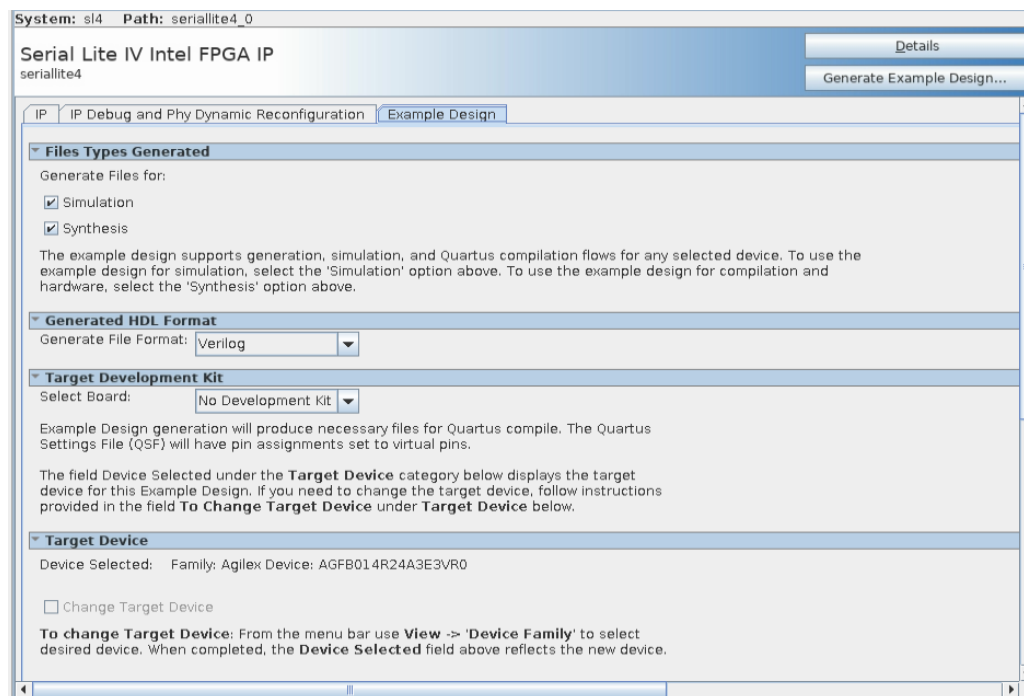 System: sl4 Path: seriallite4_0
Serial Lite IV Intel FPGA IP
seriallite4
Details
Generate Example Design...
IP
IP Debug and Phy Dynamic Reconfiguration
Example Design
Files Types Generated
Generate Files for:
Simulation
Synthesis
The example design supports generation, simulation, and Quartus compilation flows for any selected device. To use the
example design for simulation, select the 'Simulation' option above. To use the example design for compilation and
hardware, select the 'Synthesis' option above.
Generated HDL Format
Generate File Format: Verilog
Target Development Kit
Select Board: No Development Kit
Example Design generation will produce necessary files for Quartus compile. The Quartus
Settings File (QSF) will have pin assignments set to virtual pins.
The field Device Selected under the Target Device category below displays the target
device for this Example Design. If you need to change the target device, follow instructions
provided in the field To Change Target Device under Target Device below.
Target Device
Device Selected: Family: Agilex Device: AGFB014R24A3E3VR0
Change Target Device
To change Target Device: From the menu bar use View -> 'Device Family' to select
desired device. When completed, the Device Selected field above reflects the new device.